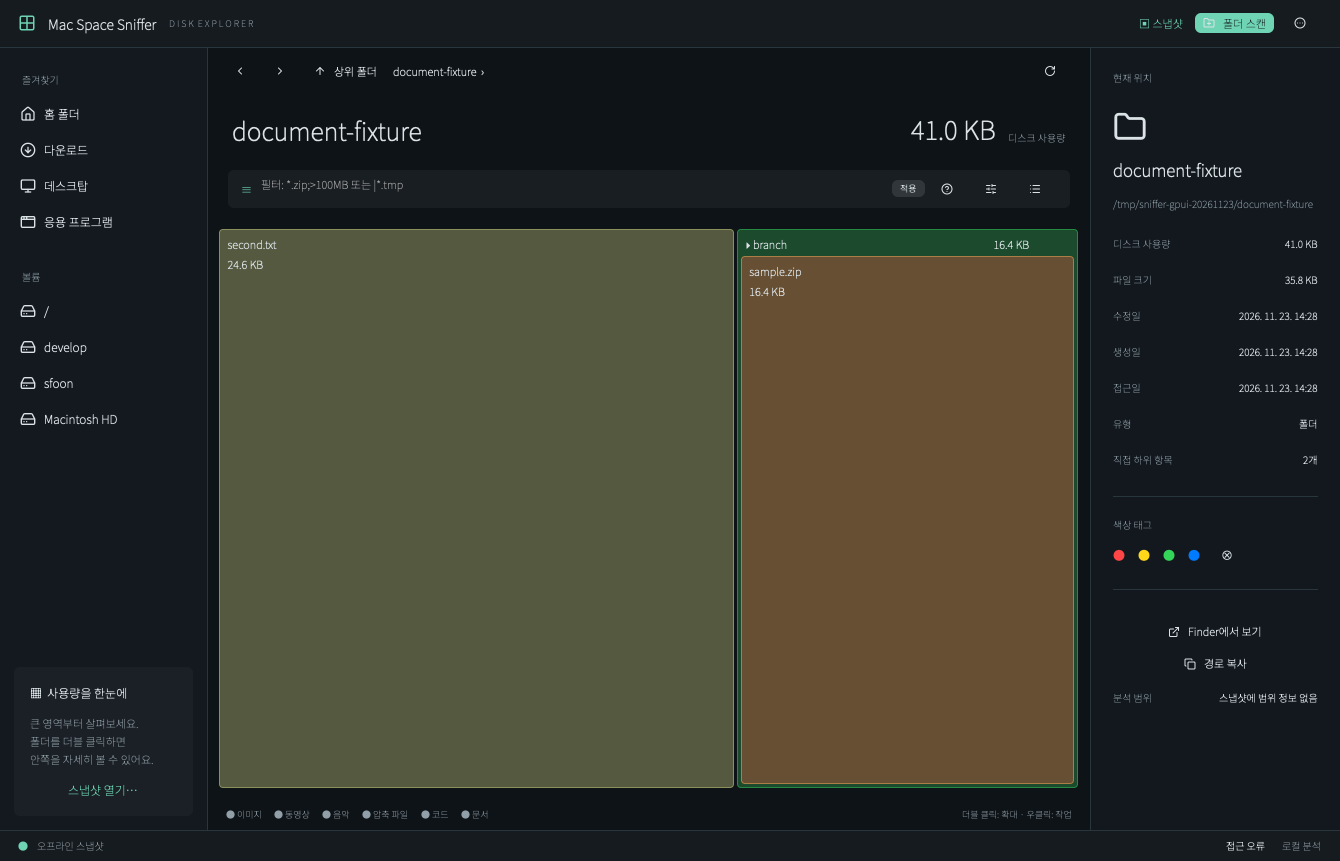 Mac Space Sniffer
DISK EXPLORER
스냅샷
폴더 스캔
즐겨찾기
홈 폴더
다운로드
데스크탑
응용 프로그램
볼륨
/
develop
sfoon
Macintosh HD
사용량을 한눈에
큰 영역부터 살펴보세요.
폴더를 더블 클릭하면
안쪽을 자세히 볼 수 있어요.
스냅샷 열기…
상위 폴더
document-fixture ›
document-fixture
41.0 KB 디스크 사용량
필터: *.zip;>100MB 또는 |*.tmp
적용
second.txt
24.6 KB
branch 16.4 KB
sample.zip
16.4 KB
이미지 동영상 음악 압축 파일 코드 문서
더블 클릭: 확대 · 우클릭: 작업
현재 위치
document-fixture
/tmp/sniffer-gpui-20261123/document-fixture
디스크 사용량 41.0 KB
파일 크기 35.8 KB
수정일 2026. 11. 23. 14:28
생성일 2026. 11. 23. 14:28
접근일 2026. 11. 23. 14:28
유형 폴더
직접 하위 항목 2개
색상 태그
Finder에서 보기
경로 복사
분석 범위 스냅샷에 범위 정보 없음
오프라인 스냅샷
접근 오류 로컬 분석